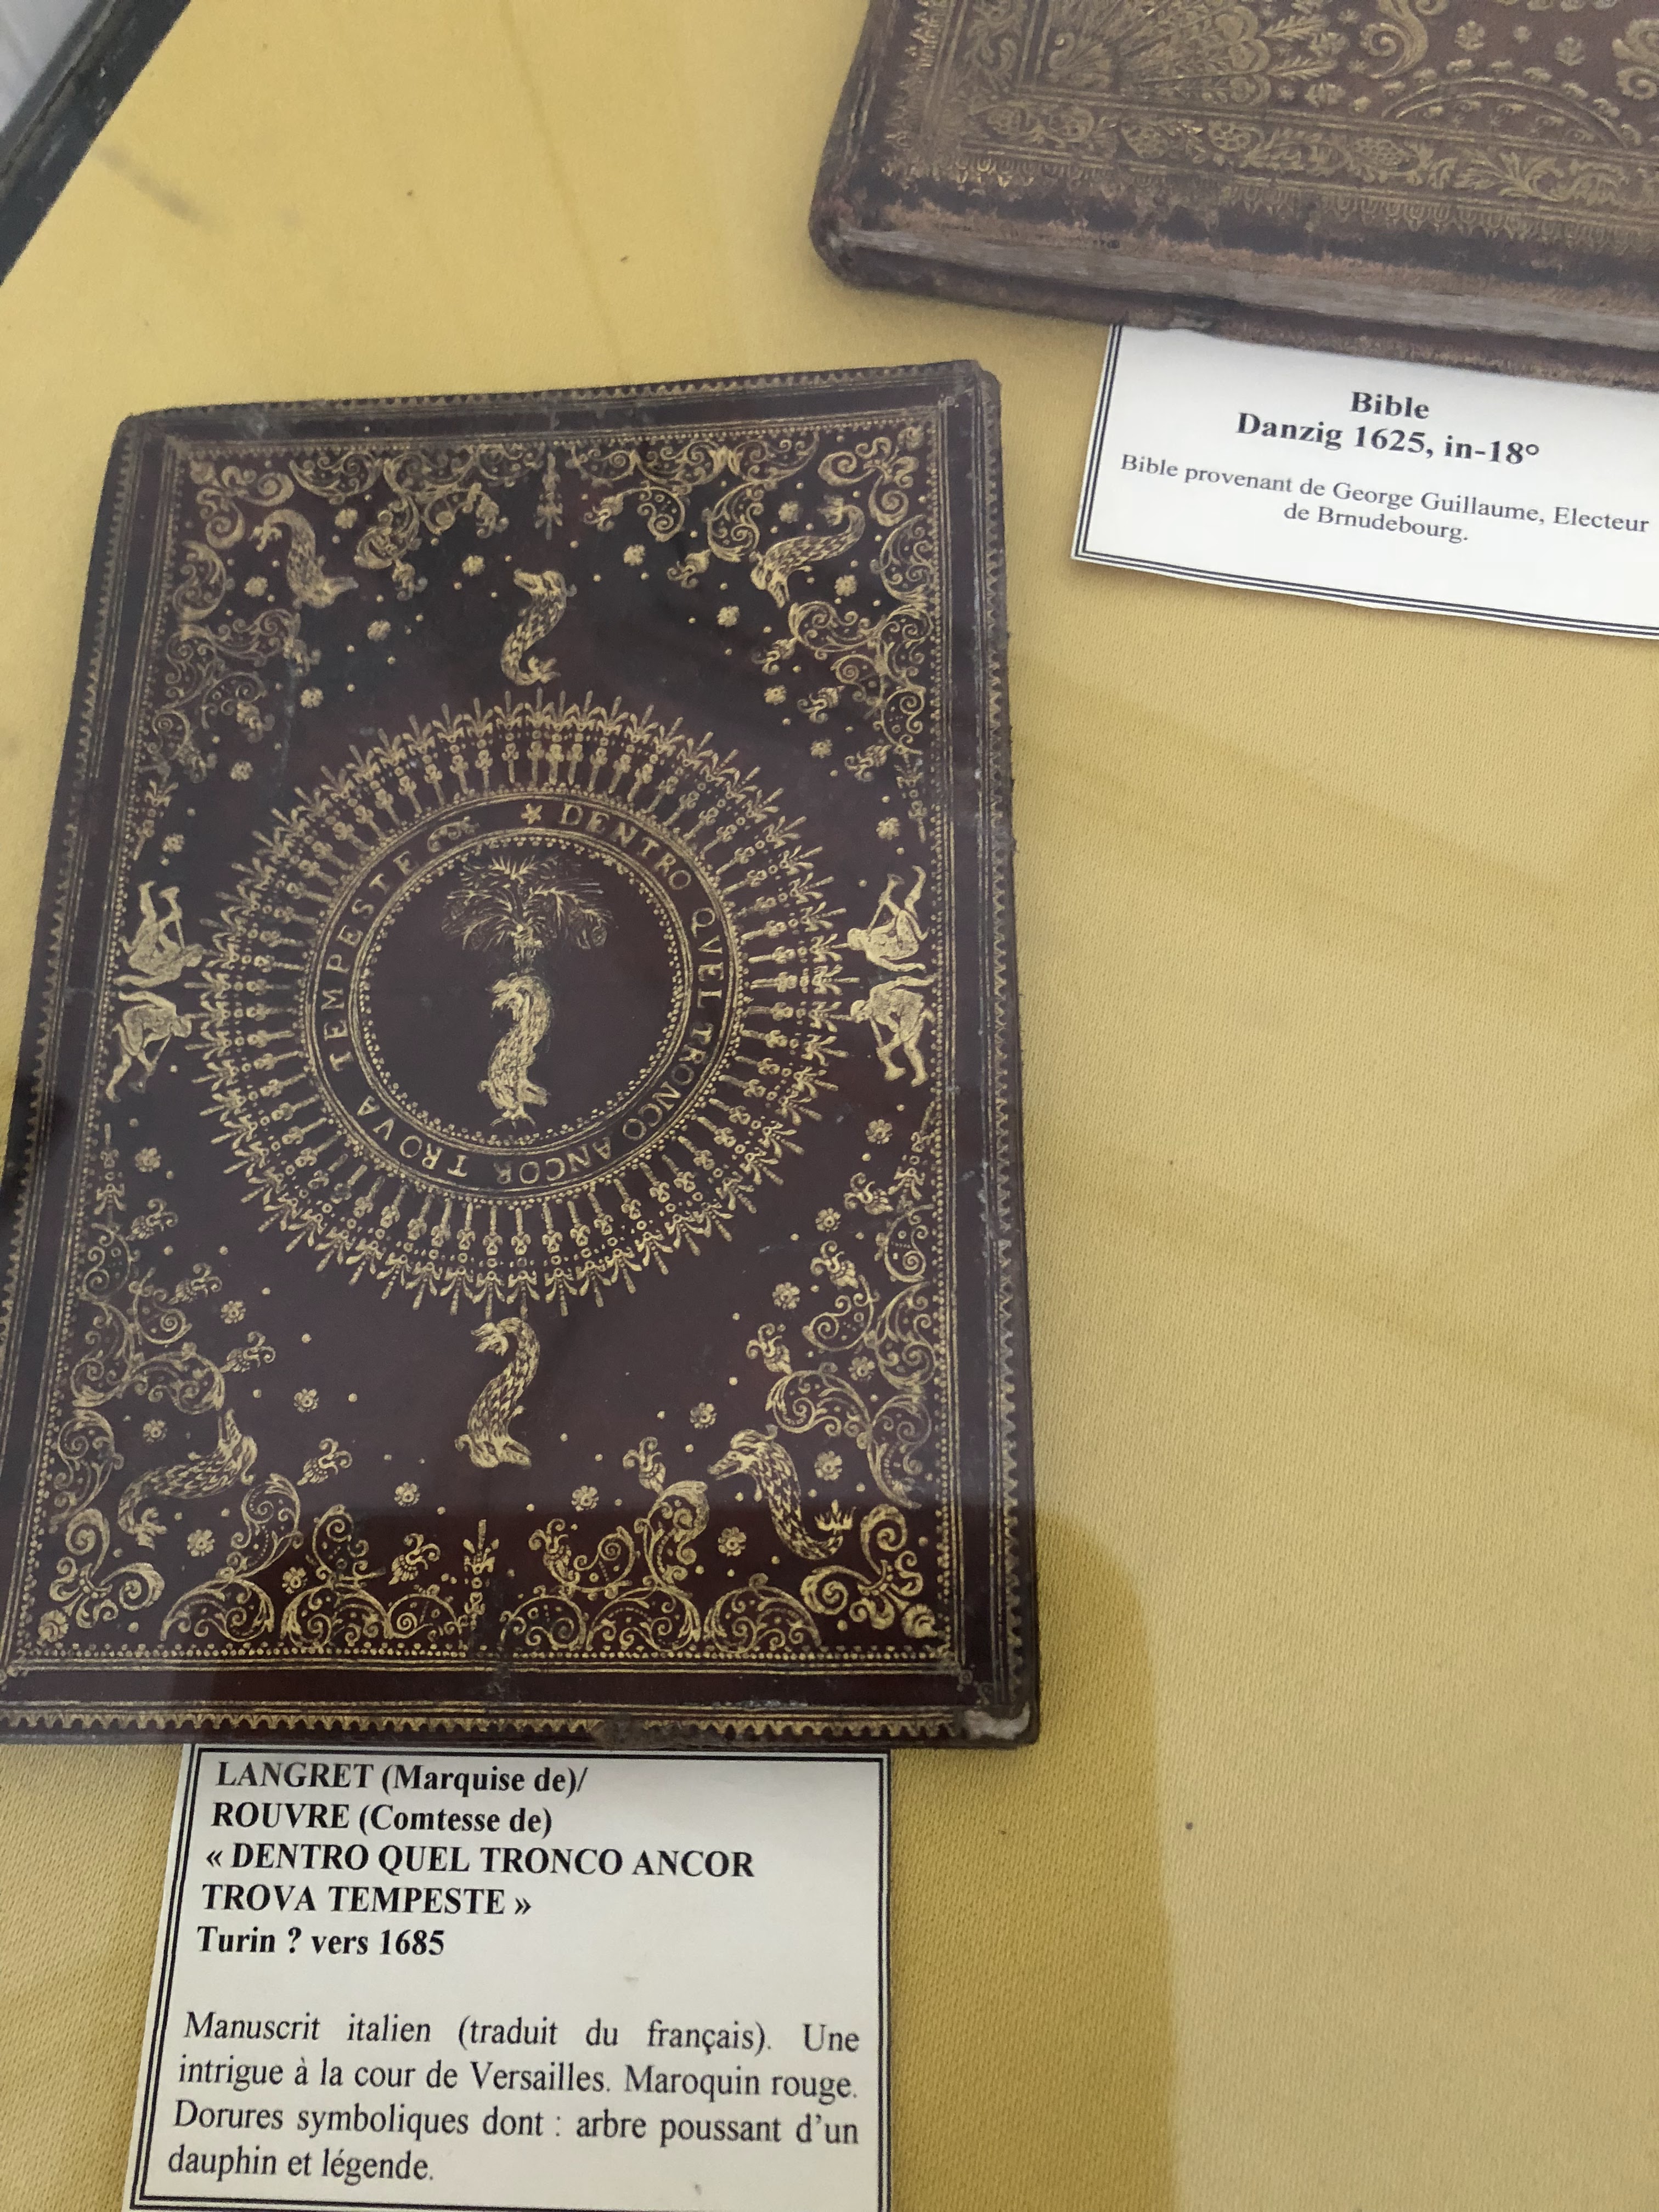 Bible
Danzig 1625, in-18°
Bible provenant de George Guillaume, Electeur
de Brnudebourg.
DENTRO QVEL TRONCO ANCOR TROVA TEMPESTE
LANGRET (Marquise de)/
ROUVRE (Comtesse de)
« DENTRO QUEL TRONCO ANCOR
TROVA TEMPESTE »
Turin ? vers 1685
Manuscrit italien (traduit du français). Une
intrigue à la cour de Versailles. Maroquin rouge.
Dorures symboliques dont : arbre poussant d'un
dauphin et légende.